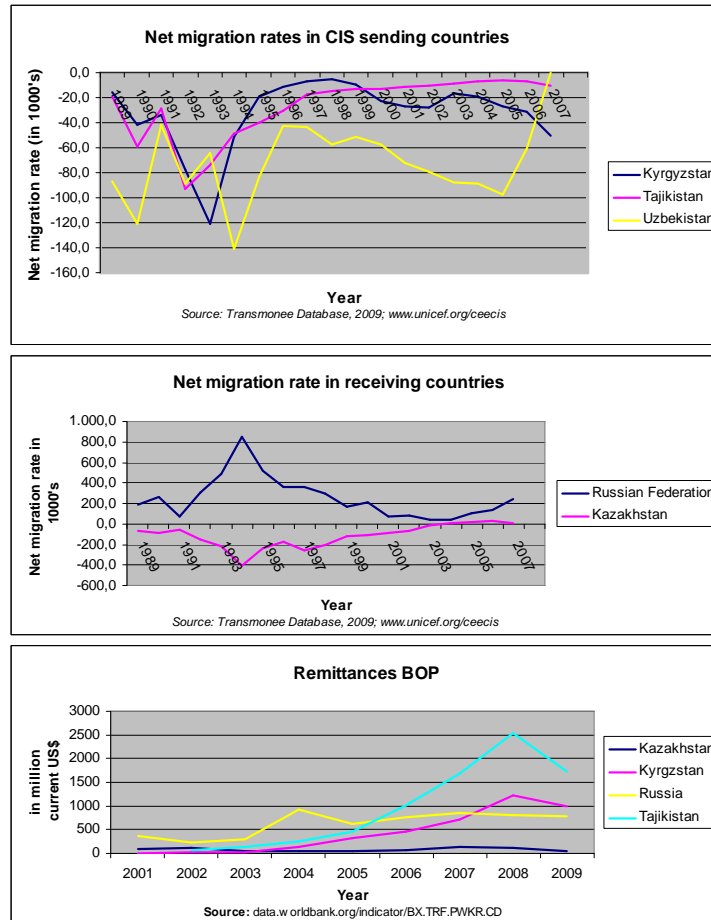 Net migration rates in CIS sending countries
0,0
-20,0
-40,0
-60,0
-80,0
-100,0
-120,0
-140,0
-160,0
Net migration rate (in 1000's)
1989
1990
1991
1992
1993
1994
1995
1996
1997
1998
1999
2000
2001
2002
2003
2004
2005
2006
2007
Kyrgyzstan
Tajikistan
Uzbekistan
Year
Source: Transmonee Database, 2009; www.unicef.org/ceecis
Net migration rate in receiving countries
1.000,0
800,0
600,0
400,0
200,0
0,0
-200,0
-400,0
-600,0
Net migration rate in
1000's
1989
1991
1993
1995
1997
1999
2001
2003
2005
2007
Russian Federation
Kazakhstan
Year
Source: Transmonee Database, 2009; www.unicef.org/ceecis
Remittances BOP
3000
2500
2000
1500
1000
500
0
in million
current US$
2001 2002 2003 2004 2005 2006 2007 2008 2009
Kazakhstan
Kyrgzstan
Russia
Tajikistan
Year
Source: data.worldbank.org/indicator/BX.TRF.PWKR.CD